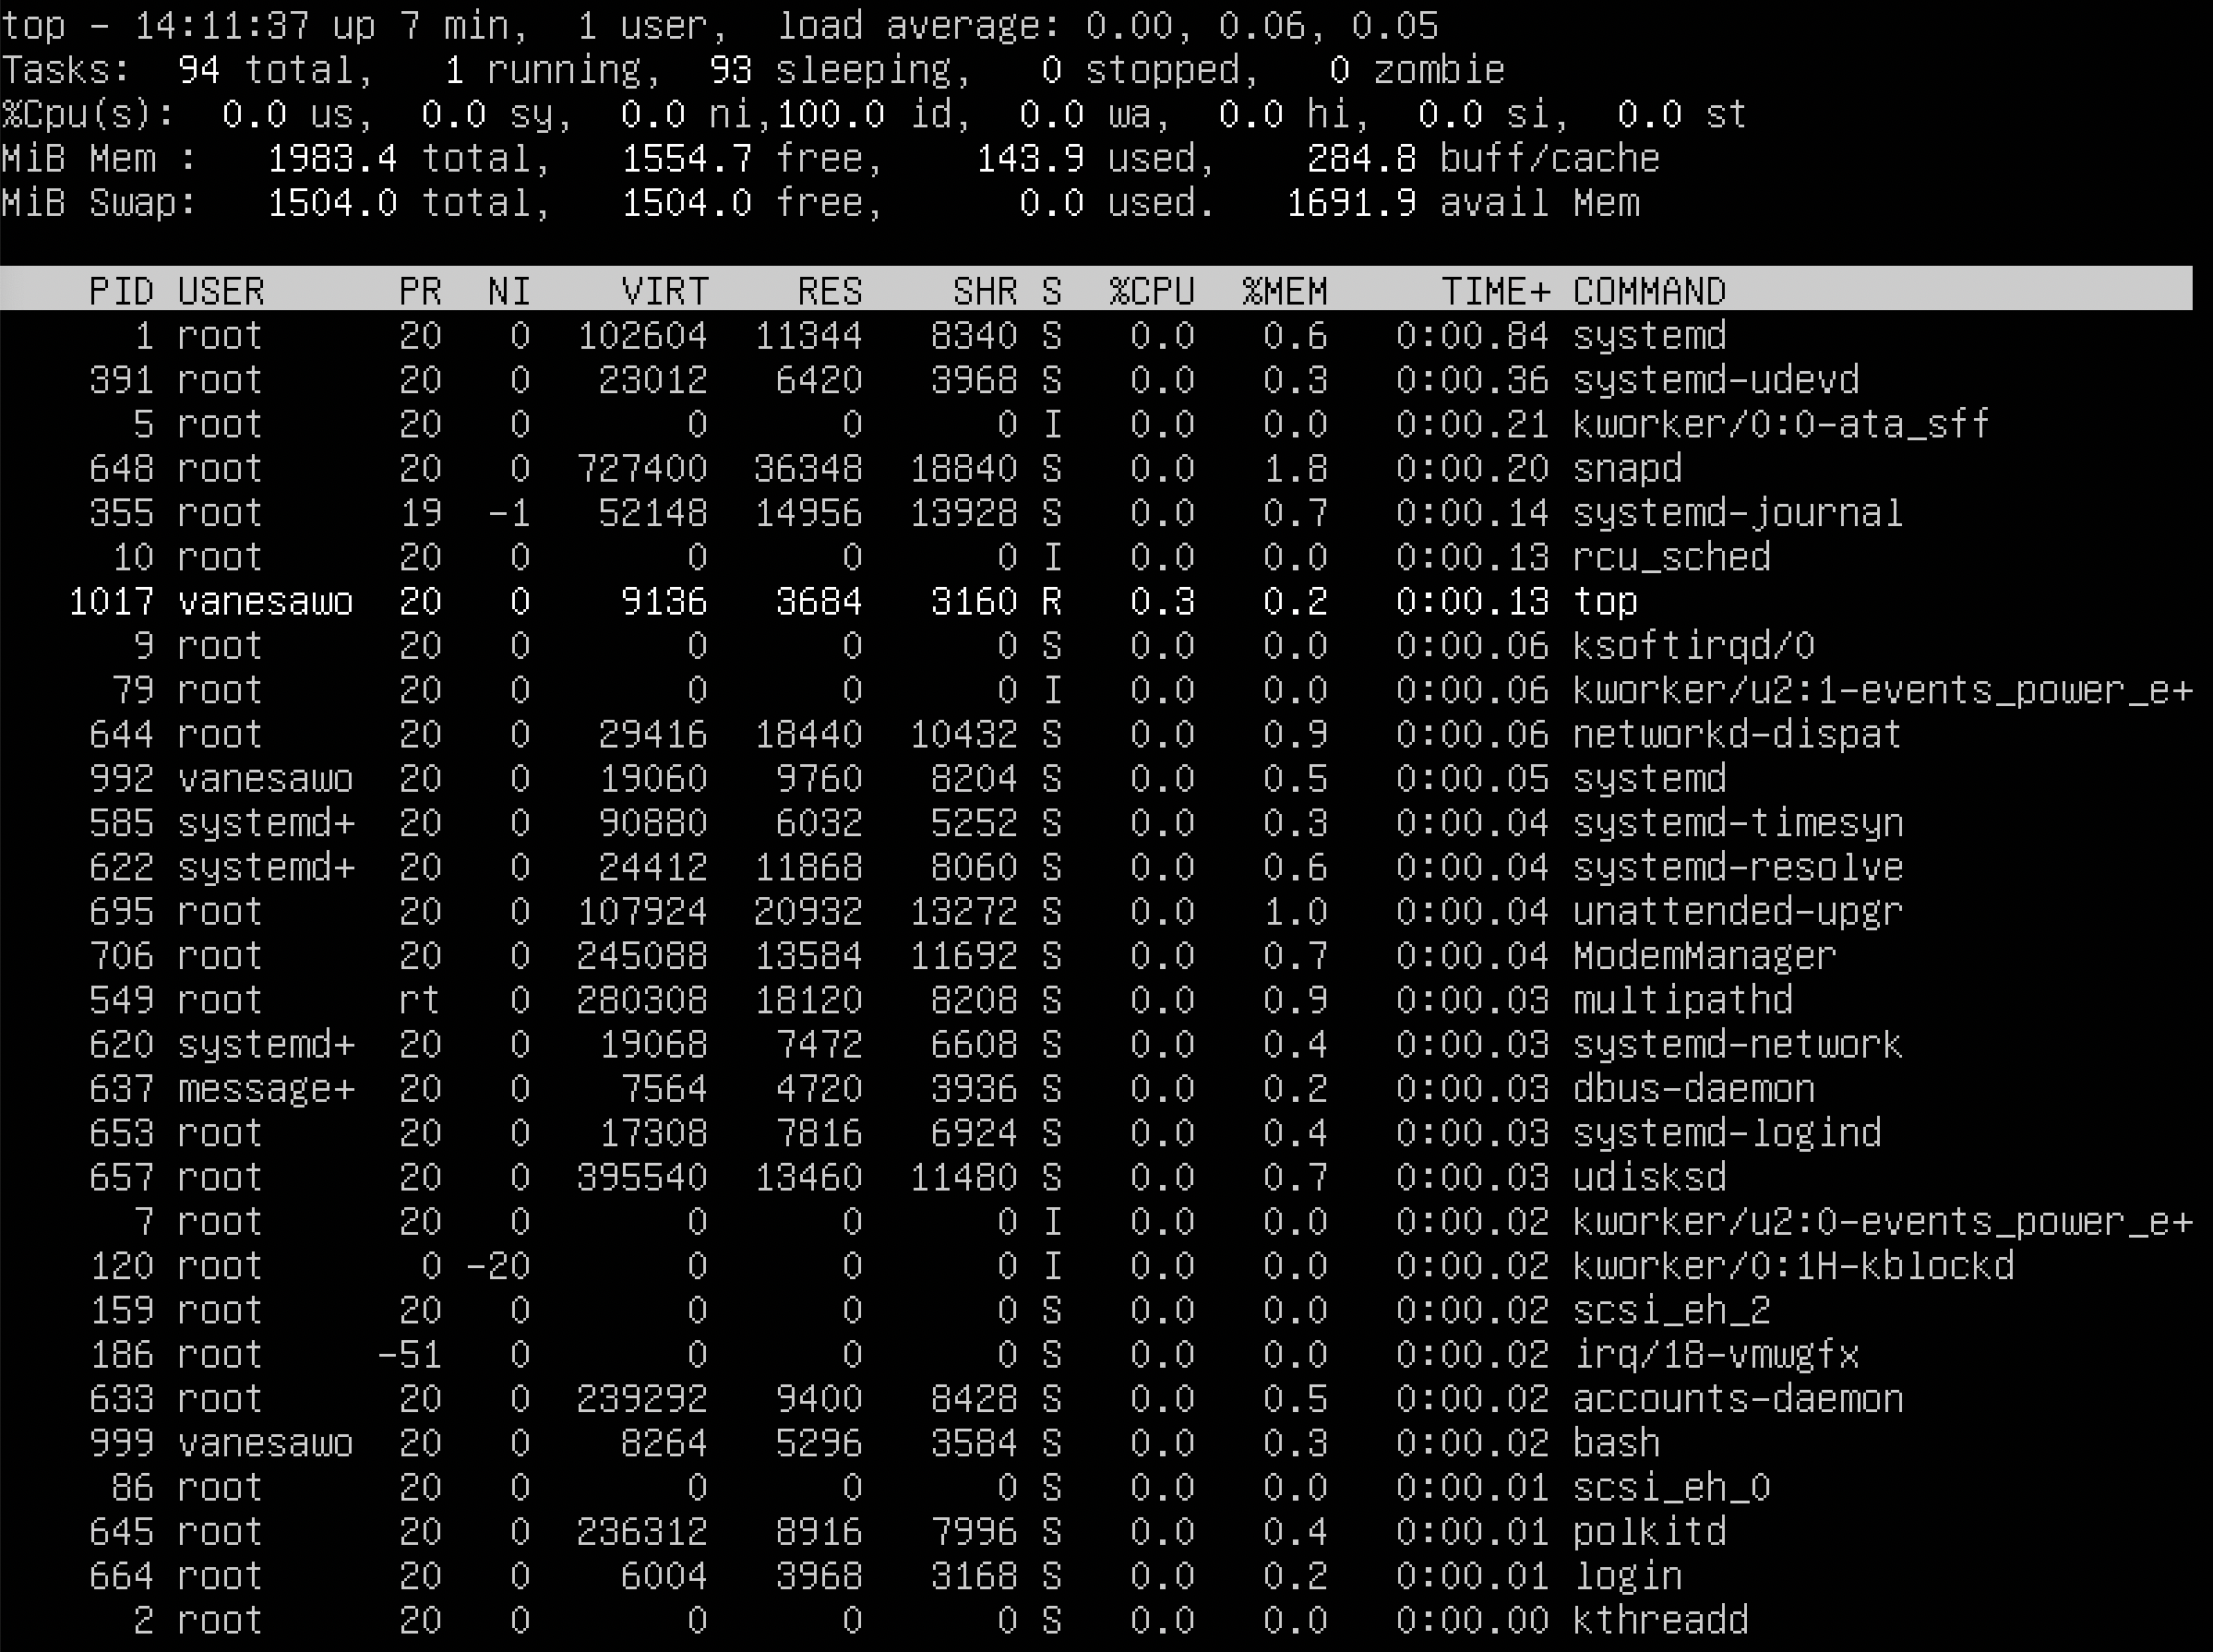 top - 14:11:37 up 7 min,  1 user,  load average: 0.00, 0.06, 0.05
Tasks:  94 total,   1 running,  93 sleeping,   0 stopped,   0 zombie
%Cpu(s):  0.0 us,  0.0 sy,  0.0 ni,100.0 id,  0.0 wa,  0.0 hi,  0.0 si,  0.0 st
MiB Mem :   1983.4 total,   1554.7 free,    143.9 used,    284.8 buff/cache
MiB Swap:   1504.0 total,   1504.0 free,      0.0 used.   1691.9 avail Mem
    PID USER      PR  NI    VIRT    RES    SHR S  %CPU  %MEM     TIME+ COMMAND
      1 root      20   0  102604  11344   8340 S   0.0   0.6   0:00.84 systemd
    391 root      20   0   23012   6420   3968 S   0.0   0.3   0:00.36 systemd-udevd
      5 root      20   0       0      0      0 I   0.0   0.0   0:00.21 kworker/0:0-ata_sff
    648 root      20   0  727400  36348  18840 S   0.0   1.8   0:00.20 snapd
    355 root      19  -1   52148  14956  13928 S   0.0   0.7   0:00.14 systemd-journal
     10 root      20   0       0      0      0 I   0.0   0.0   0:00.13 rcu_sched
   1017 vanesawo  20   0    9136   3684   3160 R   0.3   0.2   0:00.13 top
      9 root      20   0       0      0      0 S   0.0   0.0   0:00.06 ksoftirqd/0
     79 root      20   0       0      0      0 I   0.0   0.0   0:00.06 kworker/u2:1-events_power_e+
    644 root      20   0   29416  18440  10432 S   0.0   0.9   0:00.06 networkd-dispat
    992 vanesawo  20   0   19060   9760   8204 S   0.0   0.5   0:00.05 systemd
    585 systemd+  20   0   90880   6032   5252 S   0.0   0.3   0:00.04 systemd-timesyn
    622 systemd+  20   0   24412  11868   8060 S   0.0   0.6   0:00.04 systemd-resolve
    695 root      20   0  107924  20932  13272 S   0.0   1.0   0:00.04 unattended-upgr
    706 root      20   0  245088  13584  11692 S   0.0   0.7   0:00.04 ModemManager
    549 root      rt   0  280308  18120   8208 S   0.0   0.9   0:00.03 multipathd
    620 systemd+  20   0   19068   7472   6608 S   0.0   0.4   0:00.03 systemd-network
    637 message+  20   0    7564   4720   3936 S   0.0   0.2   0:00.03 dbus-daemon
    653 root      20   0   17308   7816   6924 S   0.0   0.4   0:00.03 systemd-logind
    657 root      20   0  395540  13460  11480 S   0.0   0.7   0:00.03 udisksd
      7 root      20   0       0      0      0 I   0.0   0.0   0:00.02 kworker/u2:0-events_power_e+
    120 root       0 -20       0      0      0 I   0.0   0.0   0:00.02 kworker/0:1H-kblockd
    159 root      20   0       0      0      0 S   0.0   0.0   0:00.02 scsi_eh_2
    186 root     -51   0       0      0      0 S   0.0   0.0   0:00.02 irq/18-vmwgfx
    633 root      20   0  239292   9400   8428 S   0.0   0.5   0:00.02 accounts-daemon
    999 vanesawo  20   0    8264   5296   3584 S   0.0   0.3   0:00.02 bash
     86 root      20   0       0      0      0 S   0.0   0.0   0:00.01 scsi_eh_0
    645 root      20   0  236312   8916   7996 S   0.0   0.4   0:00.01 polkitd
    664 root      20   0    6004   3968   3168 S   0.0   0.2   0:00.01 login
      2 root      20   0       0      0      0 S   0.0   0.0   0:00.00 kthreadd